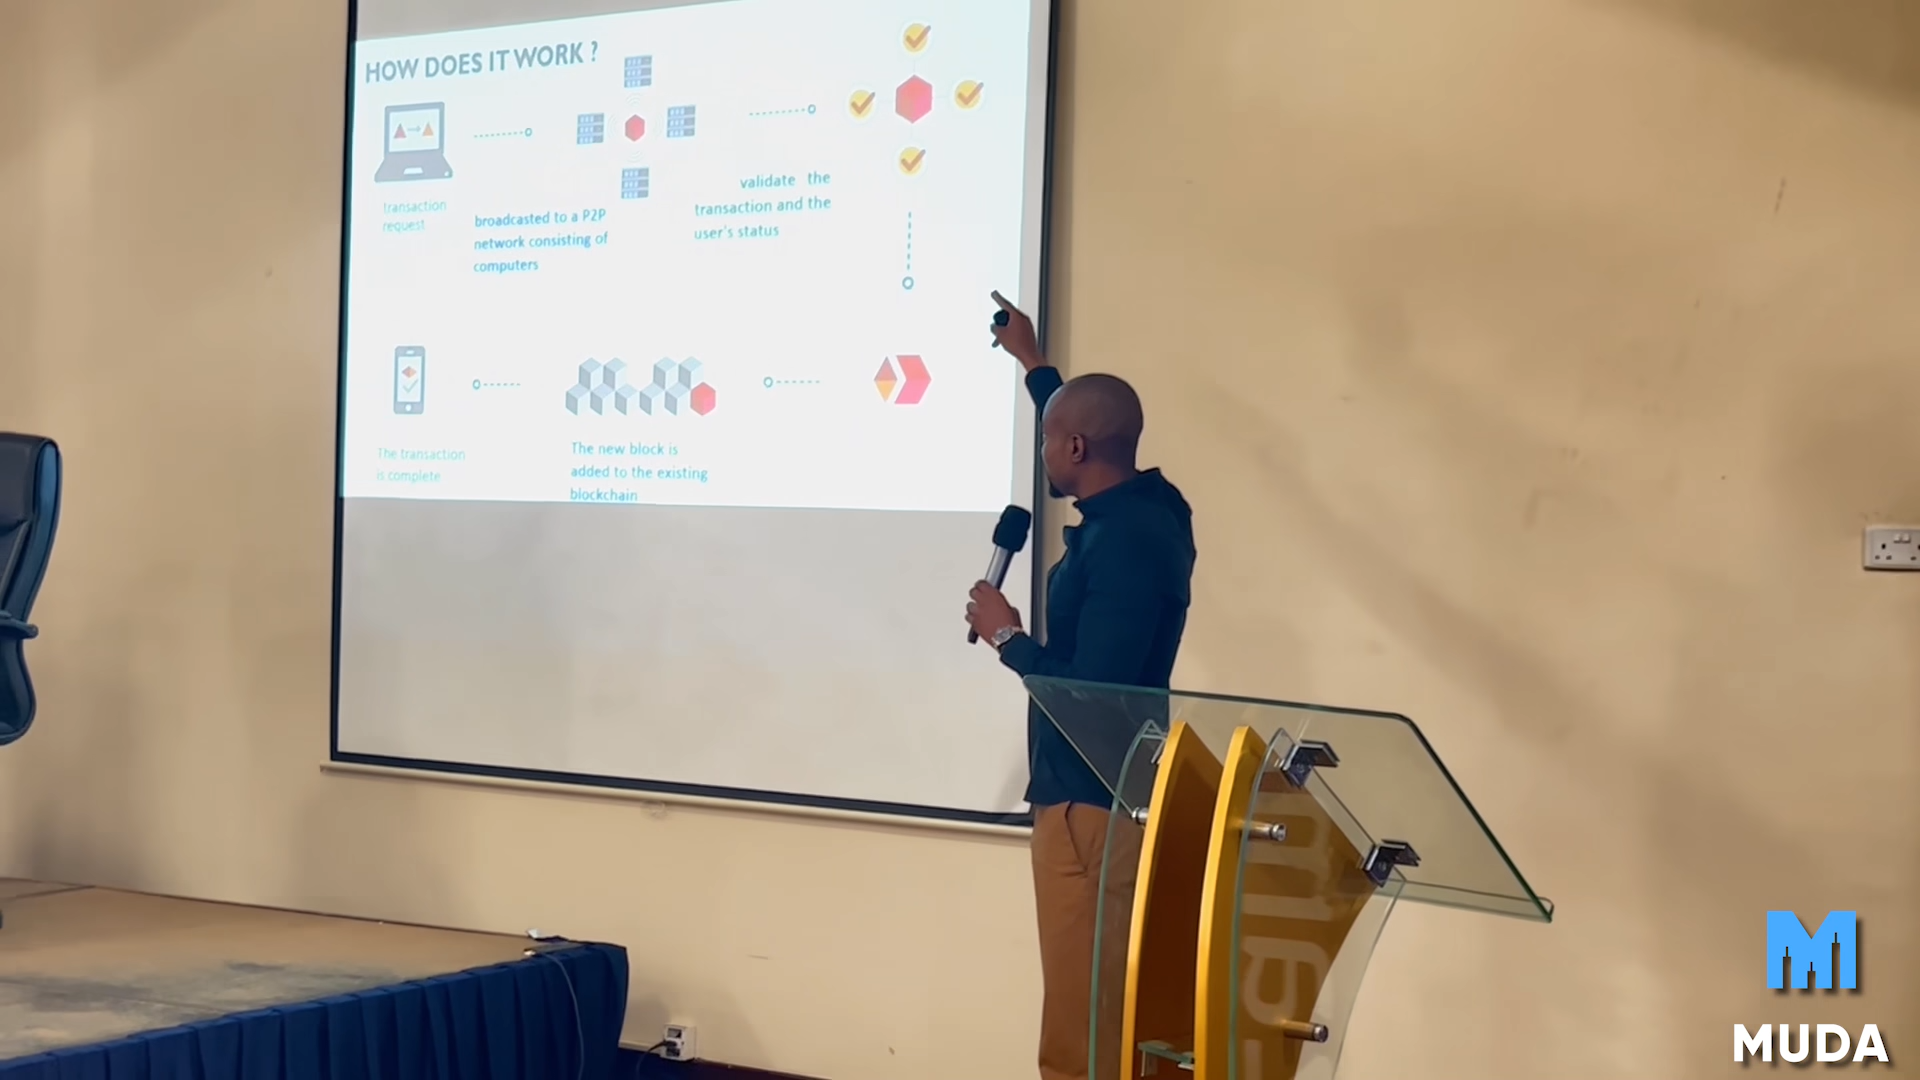 HOW DOES IT WORK ?
transaction
request
broadcasted to a P2P
network consisting of
computers
validate the
transaction and the
user's status
The transaction
is complete
The new block is
added to the existing
blockchain
MUDA